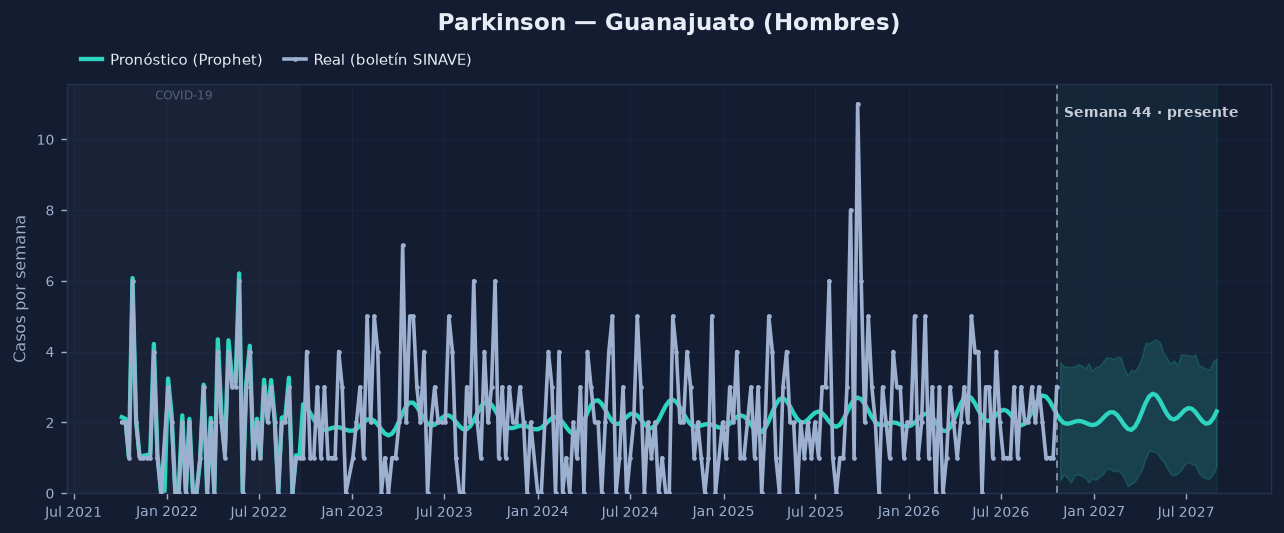 Parkinson — Guanajuato (Hombres)
Pronóstico (Prophet)
Real (boletín SINAVE)
COVID-19
Semana 44 · presente
Casos por semana
10
8
6
4
2
0
Jul 2021
Jan 2022
Jul 2022
Jan 2023
Jul 2023
Jan 2024
Jul 2024
Jan 2025
Jul 2025
Jan 2026
Jul 2026
Jan 2027
Jul 2027